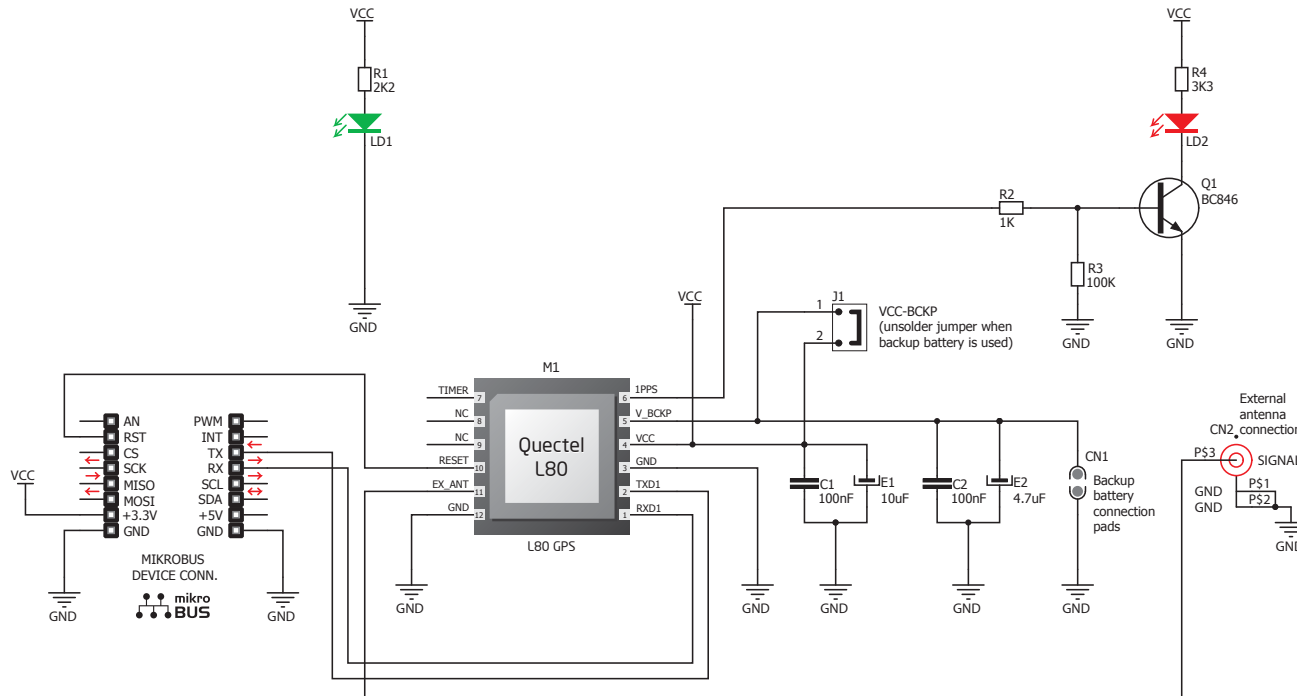 VCC
R1
2K2
LD1
GND
VCC
R4
3K3
LD2
Q1
BC846
R2
1K
R3
100K
GND
GND
VCC
J1
1
2
VCC-BCKP
(unsolder jumper when
backup battery is used)
M1
TIMER 7
NC 8
NC 9
RESET 10
EX_ANT 11
GND 12
Quectel
L80
6 1PPS
5 V_BCKP
4 VCC
3 GND
2 TXD1
1 RXD1
L80 GPS
AN
RST
CS
SCK
MISO
MOSI
+3.3V
GND
PWM
INT
TX
RX
SCL
SDA
+5V
GND
VCC
MIKROBUS
DEVICE CONN.
mikro
BUS
GND
GND
GND
GND
C1
100nF
E1
10uF
GND
C2
100nF
E2
4.7uF
GND
CN1
Backup
battery
connection
pads
GND
External
antenna
connection
CN2
P$3
SIGNAL
GND P$1
GND P$2
GND